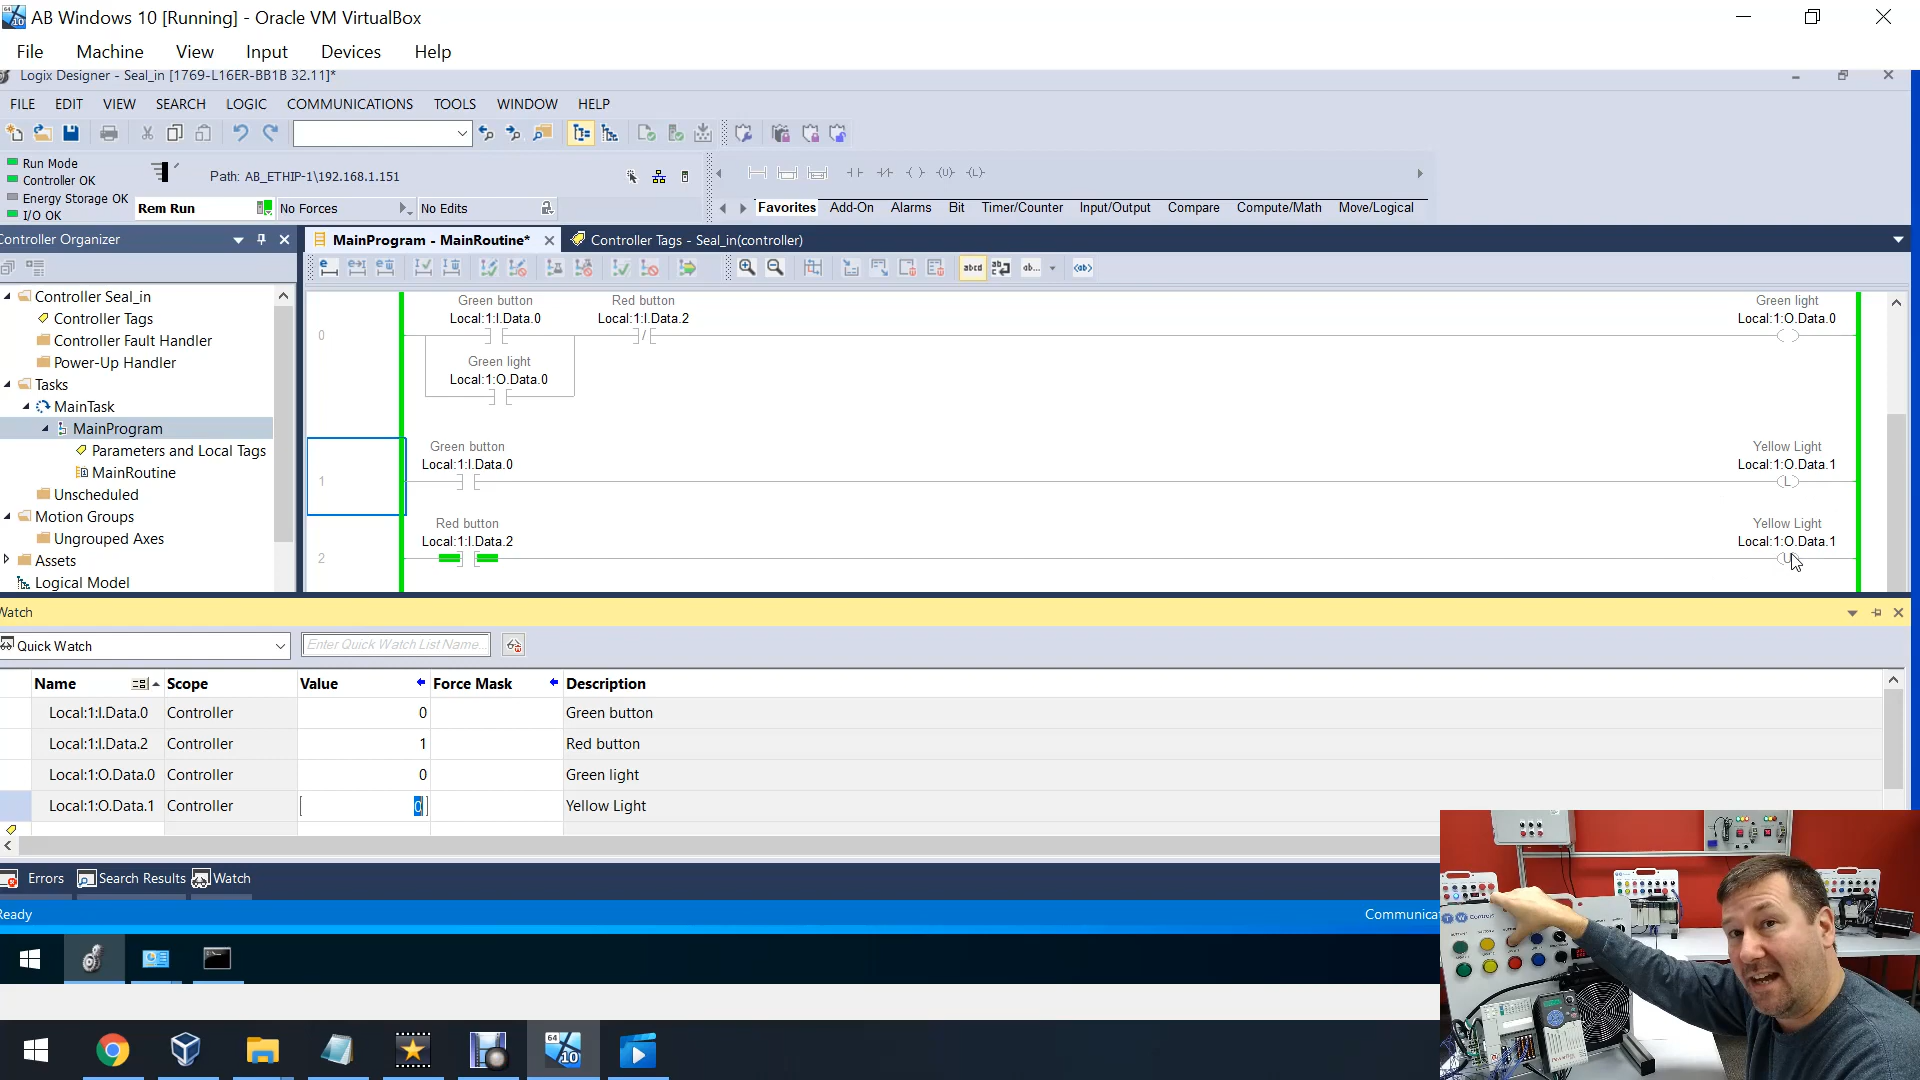 AB Windows 10 [Running] - Oracle VM VirtualBox
File Machine View Input Devices Help
Logix Designer - Seal_in [1769-L16ER-BB1B 32.11]*
FILE EDIT VIEW SEARCH LOGIC COMMUNICATIONS TOOLS WINDOW HELP
Run Mode
Controller OK
Energy Storage OK
I/O OK
Path: AB_ETHIP-1\192.168.1.151
Rem Run No Forces No Edits
Favorites Add-On Alarms Bit Timer/Counter Input/Output Compare Compute/Math Move/Logical
Controller Organizer
MainProgram - MainRoutine*
Controller Tags - Seal_in(controller)
Controller Seal_in
Controller Tags
Controller Fault Handler
Power-Up Handler
Tasks
MainTask
MainProgram
Parameters and Local Tags
MainRoutine
Unscheduled
Motion Groups
Ungrouped Axes
Assets
Logical Model
0
Green button
Local:1:I.Data.0
Red button
Local:1:I.Data.2
Green light
Local:1:O.Data.0
Green light
Local:1:O.Data.0
1
Green button
Local:1:I.Data.0
Yellow Light
Local:1:O.Data.1
L
2
Red button
Local:1:I.Data.2
Yellow Light
Local:1:O.Data.1
U
Watch
Quick Watch Enter Quick Watch List Name...
Name Scope Value Force Mask Description
Local:1:I.Data.0 Controller 0 Green button
Local:1:I.Data.2 Controller 1 Red button
Local:1:O.Data.0 Controller 0 Green light
Local:1:O.Data.1 Controller 0 Yellow Light
Errors Search Results Watch
Ready
Communicat
64
10